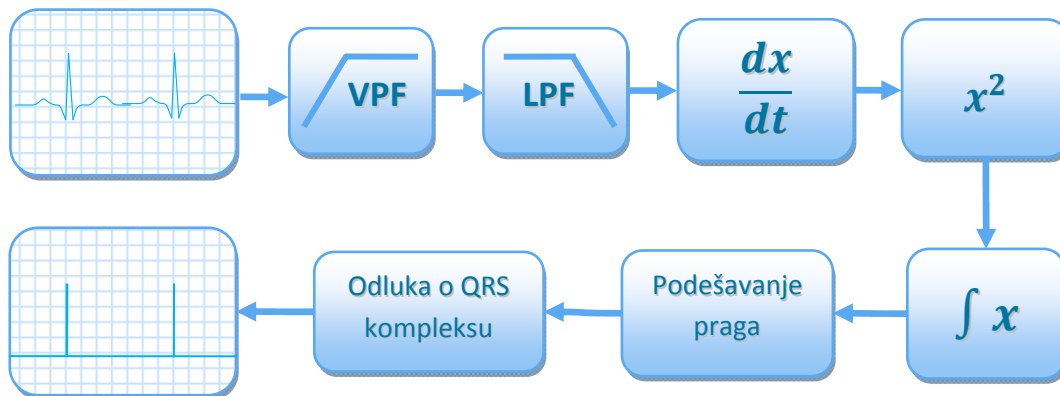 VPF
LPF
dx
dt
x²
∫ x
Podešavanje
praga
Odluka o QRS
kompleksu